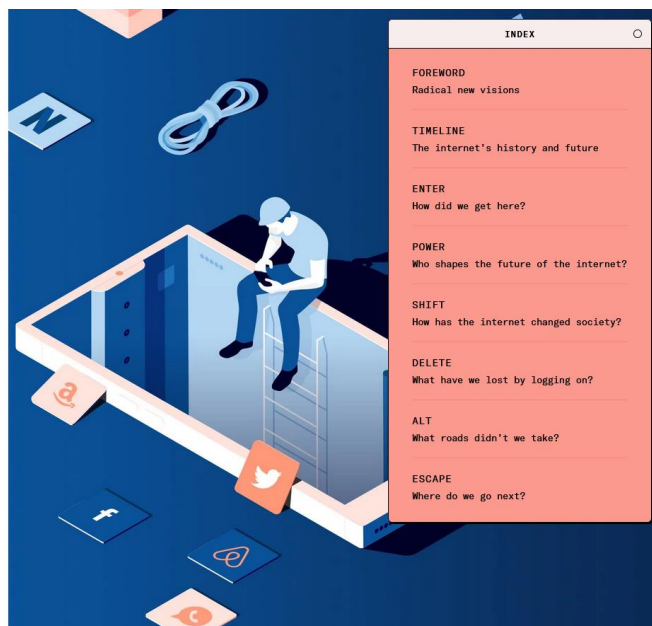 INDEX
FOREWORD
Radical new visions
TIMELINE
The internet's history and future
ENTER
How did we get here?
POWER
Who shapes the future of the internet?
SHIFT
How has the internet changed society?
DELETE
What have we lost by logging on?
ALT
What roads didn't we take?
ESCAPE
Where do we go next?
N
a
f